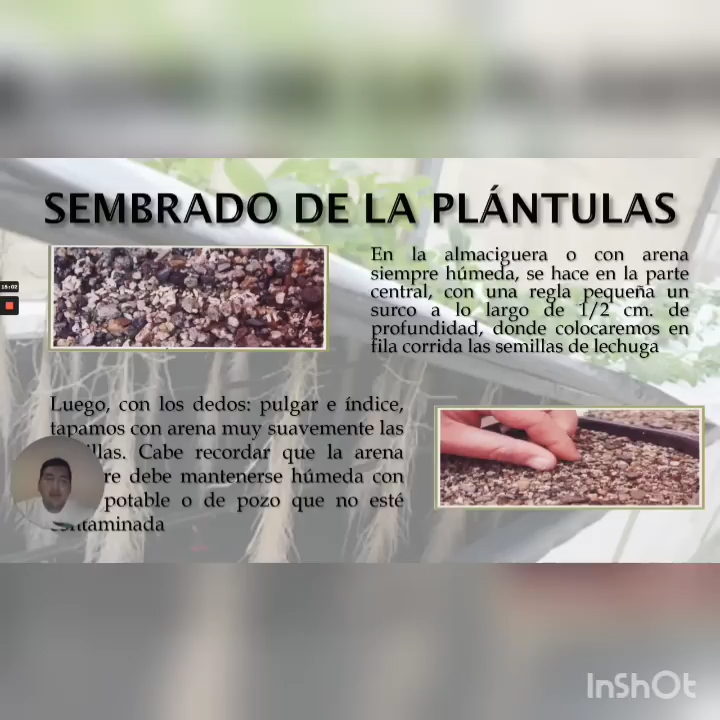 SEMBRADO DE LA PLÁNTULAS
En la almaciguera o con arena
siempre húmeda, se hace en la parte
central, con una regla pequeña un
surco a lo largo de 1/2 cm. de
profundidad, donde colocaremos en
fila corrida las semillas de lechuga
15:02
Luego, con los dedos: pulgar e índice,
tapamos con arena muy suavemente las
Cabe recordar que la arena
debe mantenerse húmeda con
potable o de pozo que no esté
contaminada
InShOt